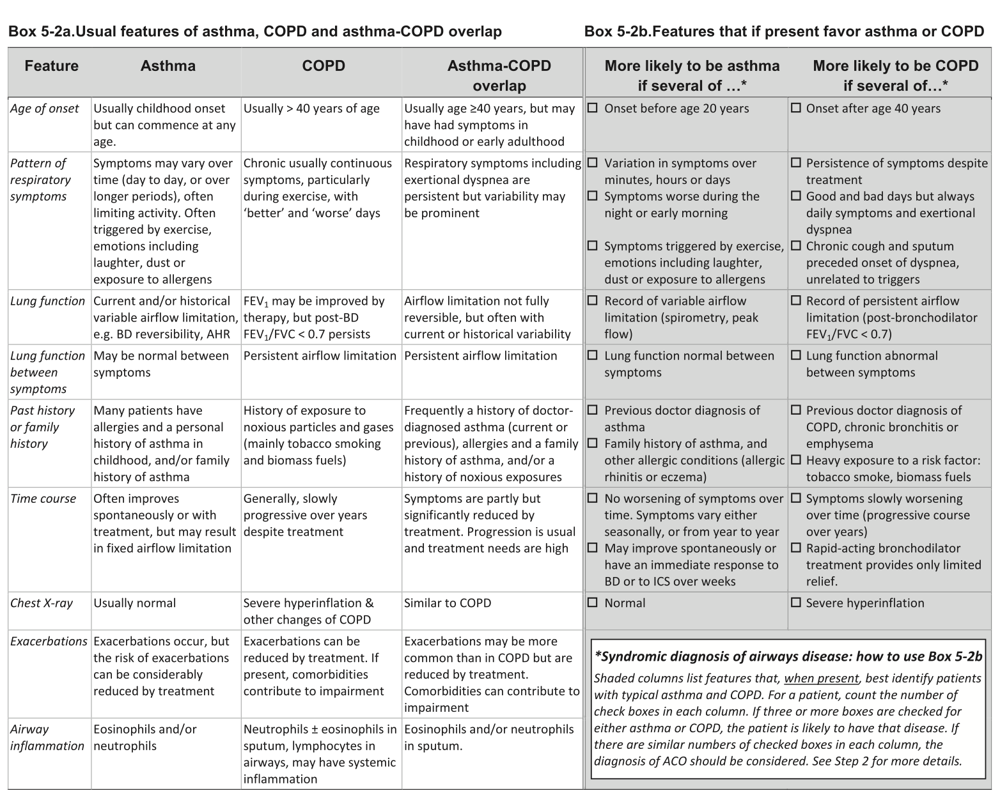 Box 5-2a.Usual features of asthma, COPD and asthma-COPD overlap
Box 5-2b.Features that if present favor asthma or COPD
Feature
Asthma
COPD
Asthma-COPD
overlap
More likely to be asthma
if several of …*
More likely to be COPD
if several of…*
Age of onset
Usually childhood onset
but can commence at any
age.
Usually > 40 years of age
Usually age ≥40 years, but may
have had symptoms in
childhood or early adulthood
☐ Onset before age 20 years
☐ Onset after age 40 years
Pattern of
respiratory
symptoms
Symptoms may vary over
time (day to day, or over
longer periods), often
limiting activity. Often
triggered by exercise,
emotions including
laughter, dust or
exposure to allergens
Chronic usually continuous
symptoms, particularly
during exercise, with
‘better’ and ‘worse’ days
Respiratory symptoms including
exertional dyspnea are
persistent but variability may
be prominent
☐ Variation in symptoms over
minutes, hours or days
☐ Symptoms worse during the
night or early morning
☐ Symptoms triggered by exercise,
emotions including laughter,
dust or exposure to allergens
☐ Persistence of symptoms despite
treatment
☐ Good and bad days but always
daily symptoms and exertional
dyspnea
☐ Chronic cough and sputum
preceded onset of dyspnea,
unrelated to triggers
Lung function
Current and/or historical
variable airflow limitation,
e.g. BD reversibility, AHR
FEV₁ may be improved by
therapy, but post-BD
FEV₁/FVC < 0.7 persists
Airflow limitation not fully
reversible, but often with
current or historical variability
☐ Record of variable airflow
limitation (spirometry, peak
flow)
☐ Record of persistent airflow
limitation (post-bronchodilator
FEV₁/FVC < 0.7)
Lung function
between
symptoms
May be normal between
symptoms
Persistent airflow limitation
Persistent airflow limitation
☐ Lung function normal between
symptoms
☐ Lung function abnormal
between symptoms
Past history
or family
history
Many patients have
allergies and a personal
history of asthma in
childhood, and/or family
history of asthma
History of exposure to
noxious particles and gases
(mainly tobacco smoking
and biomass fuels)
Frequently a history of doctor-
diagnosed asthma (current or
previous), allergies and a family
history of asthma, and/or a
history of noxious exposures
☐ Previous doctor diagnosis of
asthma
☐ Family history of asthma, and
other allergic conditions (allergic
rhinitis or eczema)
☐ Previous doctor diagnosis of
COPD, chronic bronchitis or
emphysema
☐ Heavy exposure to a risk factor:
tobacco smoke, biomass fuels
Time course
Often improves
spontaneously or with
treatment, but may result
in fixed airflow limitation
Generally, slowly
progressive over years
despite treatment
Symptoms are partly but
significantly reduced by
treatment. Progression is usual
and treatment needs are high
☐ No worsening of symptoms over
time. Symptoms vary either
seasonally, or from year to year
☐ May improve spontaneously or
have an immediate response to
BD or to ICS over weeks
☐ Symptoms slowly worsening
over time (progressive course
over years)
☐ Rapid-acting bronchodilator
treatment provides only limited
relief.
Chest X-ray
Usually normal
Severe hyperinflation &
other changes of COPD
Similar to COPD
☐ Normal
☐ Severe hyperinflation
Exacerbations
Exacerbations occur, but
the risk of exacerbations
can be considerably
reduced by treatment
Exacerbations can be
reduced by treatment. If
present, comorbidities
contribute to impairment
Exacerbations may be more
common than in COPD but are
reduced by treatment.
Comorbidities can contribute to
impairment
Airway
inflammation
Eosinophils and/or
neutrophils
Neutrophils ± eosinophils in
sputum, lymphocytes in
airways, may have systemic
inflammation
Eosinophils and/or neutrophils
in sputum.
*Syndromic diagnosis of airways disease: how to use Box 5-2b
Shaded columns list features that, when present, best identify patients
with typical asthma and COPD. For a patient, count the number of
check boxes in each column. If three or more boxes are checked for
either asthma or COPD, the patient is likely to have that disease. If
there are similar numbers of checked boxes in each column, the
diagnosis of ACO should be considered. See Step 2 for more details.